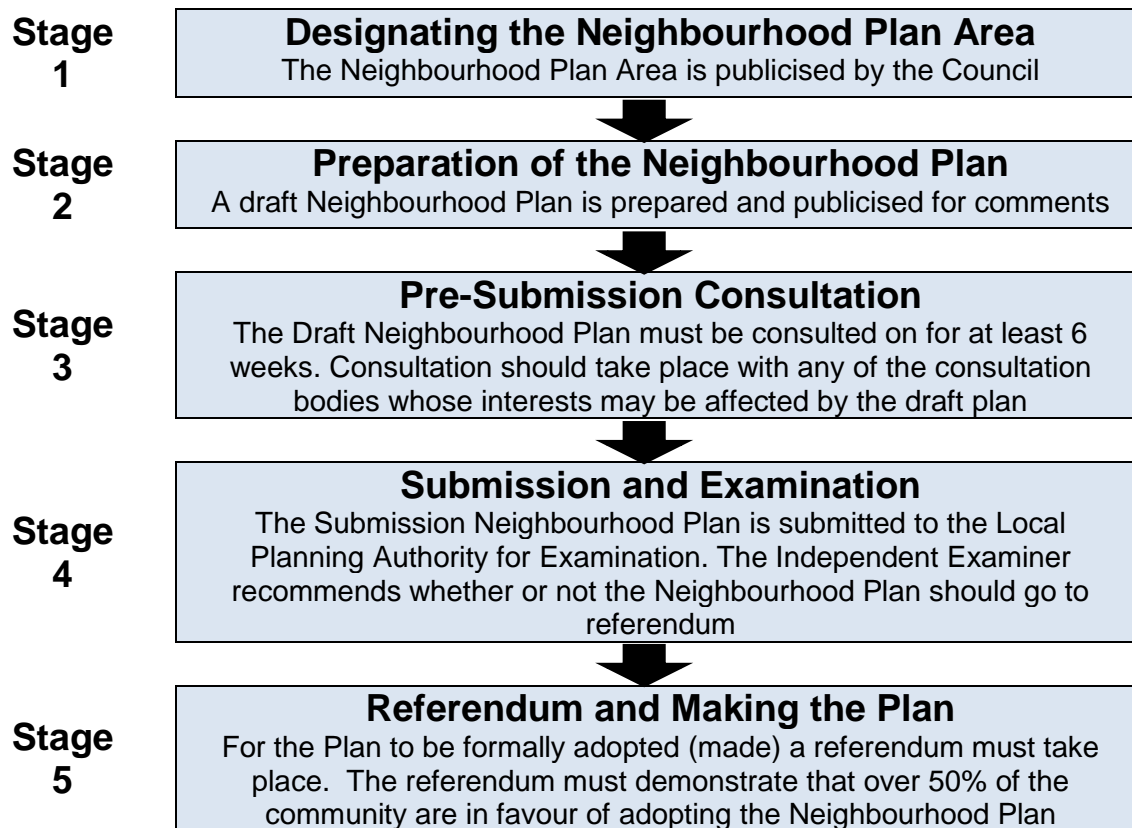 Stage
1
Designating the Neighbourhood Plan Area
The Neighbourhood Plan Area is publicised by the Council
Stage
2
Preparation of the Neighbourhood Plan
A draft Neighbourhood Plan is prepared and publicised for comments
Stage
3
Pre-Submission Consultation
The Draft Neighbourhood Plan must be consulted on for at least 6
weeks. Consultation should take place with any of the consultation
bodies whose interests may be affected by the draft plan
Stage
4
Submission and Examination
The Submission Neighbourhood Plan is submitted to the Local
Planning Authority for Examination. The Independent Examiner
recommends whether or not the Neighbourhood Plan should go to
referendum
Stage
5
Referendum and Making the Plan
For the Plan to be formally adopted (made) a referendum must take
place.  The referendum must demonstrate that over 50% of the
community are in favour of adopting the Neighbourhood Plan